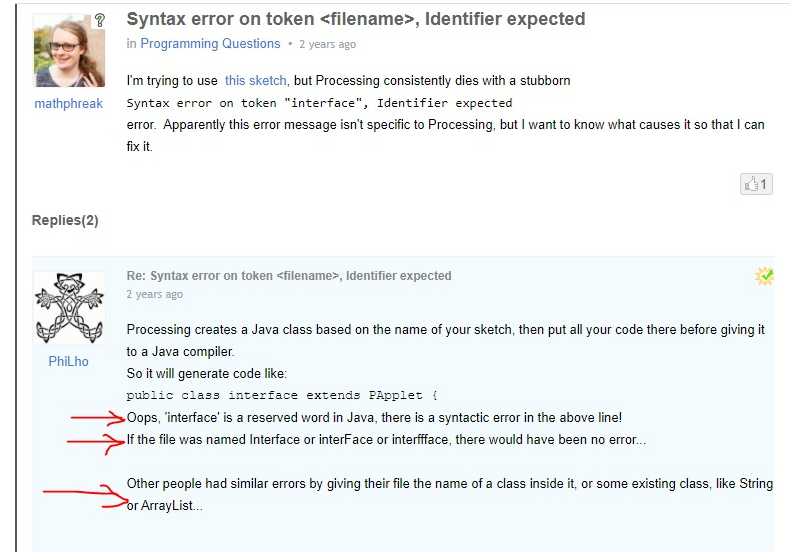 Syntax error on token <filename>, Identifier expected
in Programming Questions • 2 years ago
mathphreak
I'm trying to use this sketch, but Processing consistently dies with a stubborn
Syntax error on token "interface", Identifier expected
error. Apparently this error message isn't specific to Processing, but I want to know what causes it so that I can
fix it.
1
Replies(2)
Re: Syntax error on token <filename>, Identifier expected
2 years ago
PhiLho
Processing creates a Java class based on the name of your sketch, then put all your code there before giving it
to a Java compiler.
So it will generate code like:
public class interface extends PApplet {
Oops, 'interface' is a reserved word in Java, there is a syntactic error in the above line!
If the file was named Interface or interFace or interffface, there would have been no error...
Other people had similar errors by giving their file the name of a class inside it, or some existing class, like String
or ArrayList...